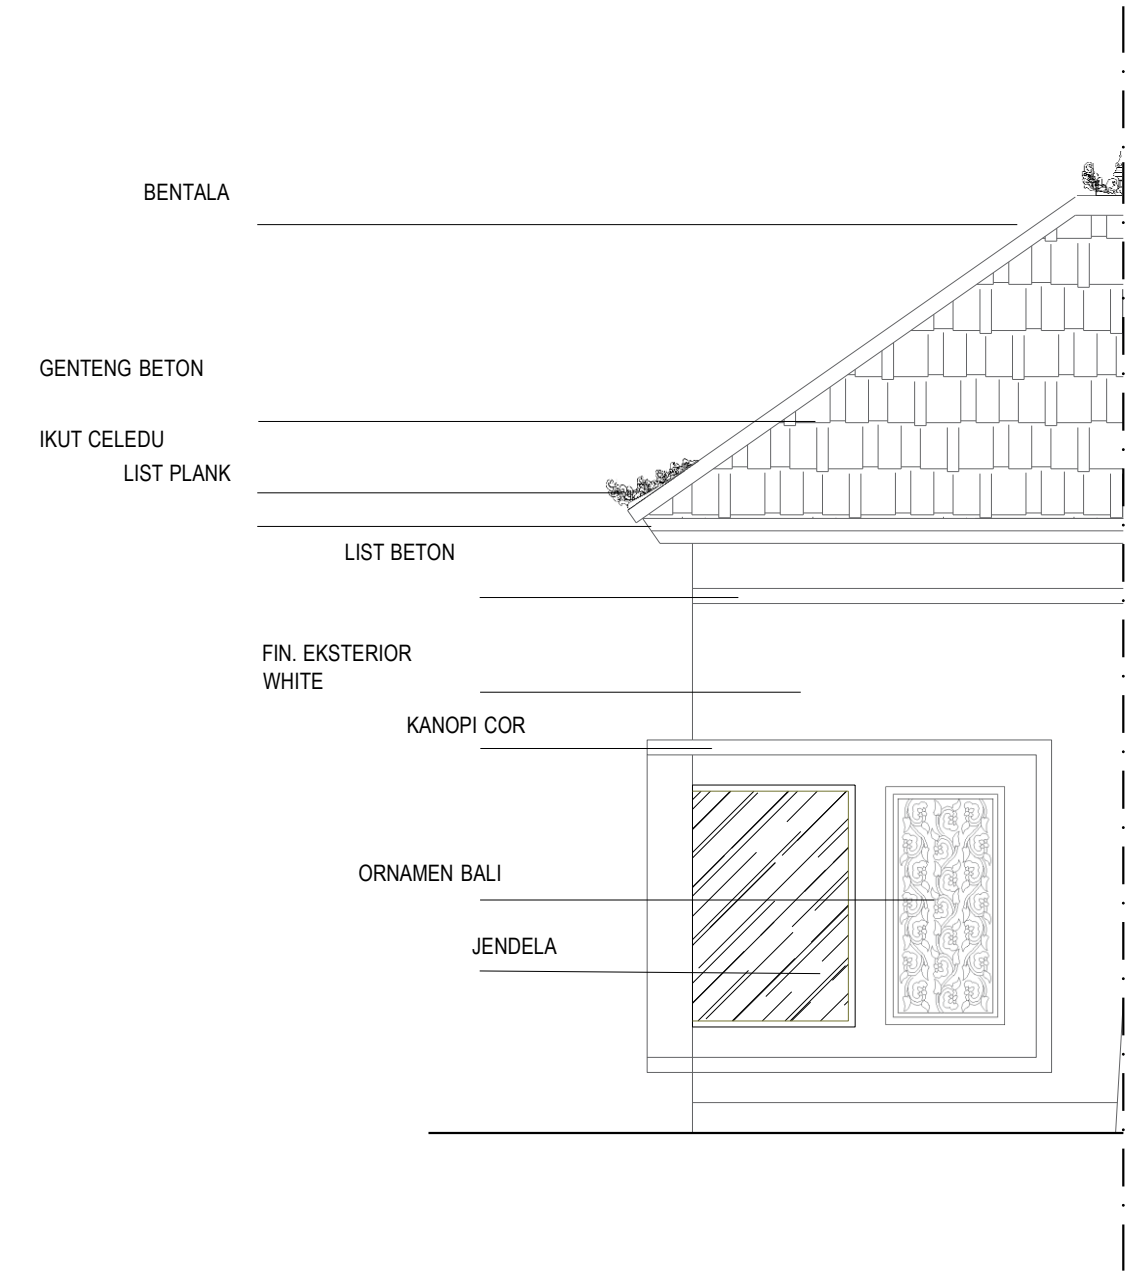 BENTALA
GENTENG BETON
IKUT CELEDU
LIST PLANK
LIST BETON
FIN. EKSTERIOR
WHITE
KANOPI COR
ORNAMEN BALI
JENDELA